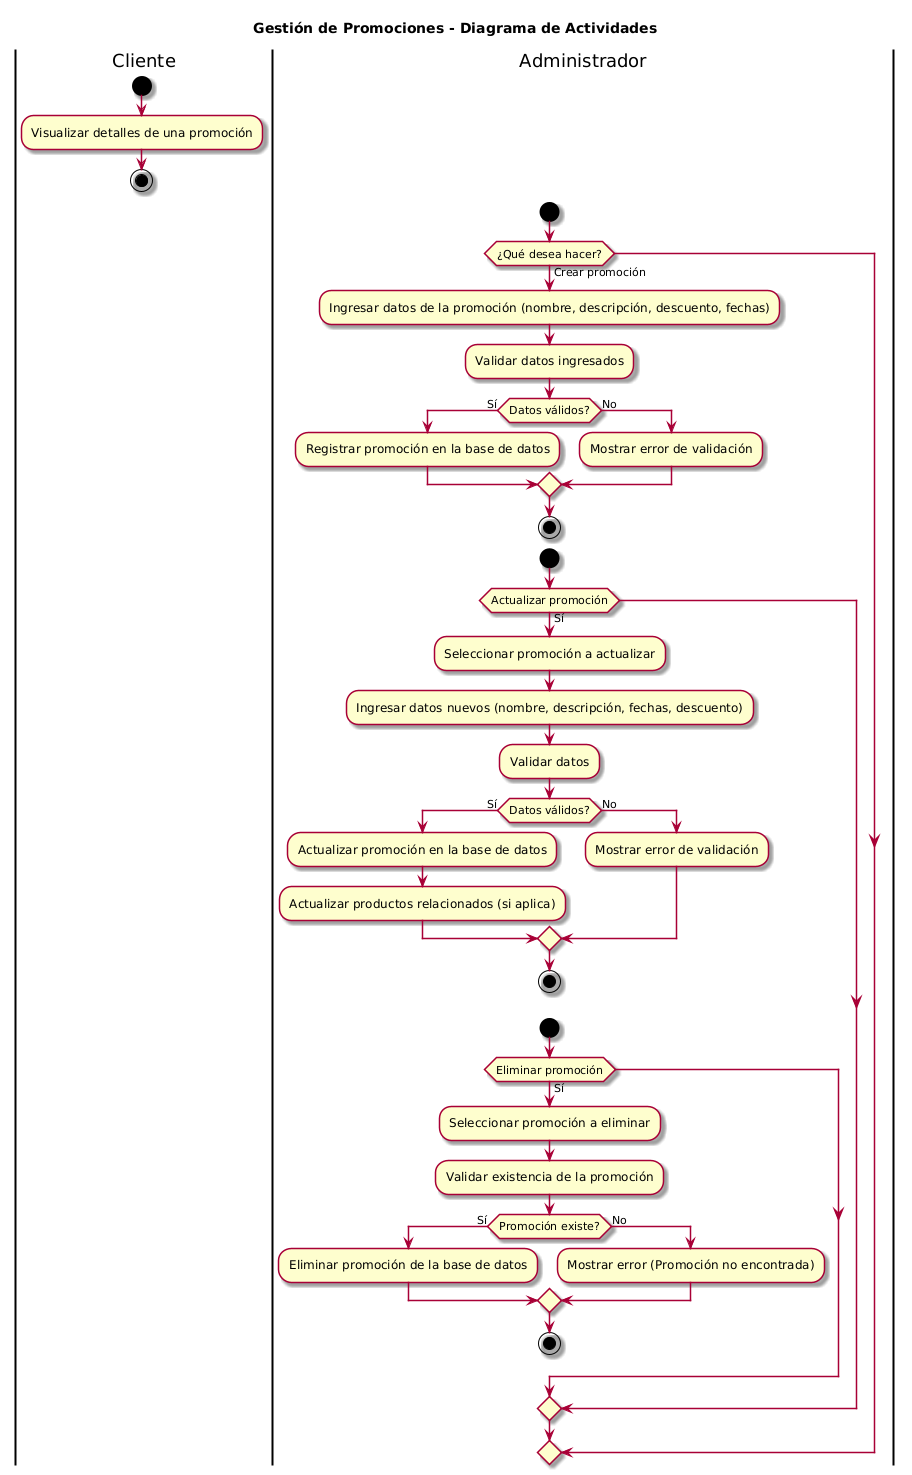 Gestión de Promociones - Diagrama de Actividades
Cliente
Administrador
Visualizar detalles de una promoción
¿Qué desea hacer?
Crear promoción
Ingresar datos de la promoción (nombre, descripción, descuento, fechas)
Validar datos ingresados
Sí
Datos válidos?
No
Registrar promoción en la base de datos
Mostrar error de validación
Actualizar promoción
Sí
Seleccionar promoción a actualizar
Ingresar datos nuevos (nombre, descripción, fechas, descuento)
Validar datos
Sí
Datos válidos?
No
Actualizar promoción en la base de datos
Mostrar error de validación
Actualizar productos relacionados (si aplica)
Eliminar promoción
Sí
Seleccionar promoción a eliminar
Validar existencia de la promoción
Sí
Promoción existe?
No
Eliminar promoción de la base de datos
Mostrar error (Promoción no encontrada)